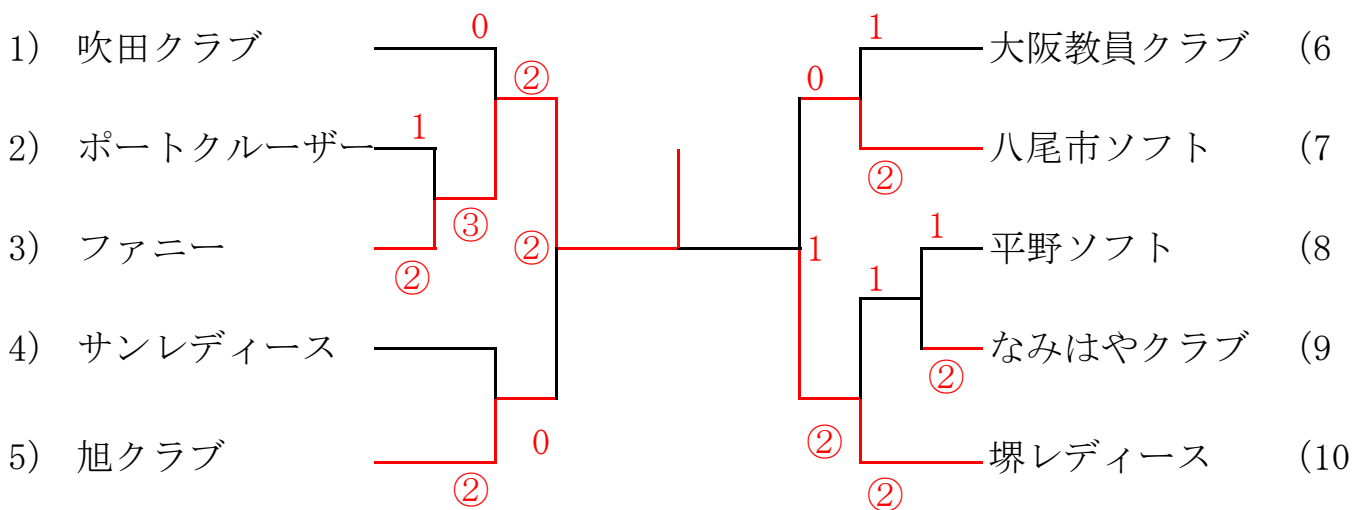 0
1
1) 吹田クラブ
大阪教員クラブ (6
②
0
1
2) ポートクルーザー
八尾市ソフト (7
②
③
1
3) ファニー
②
1
平野ソフト (8
②
1
4) サンレディース
なみはやクラブ (9
②
0
②
5) 旭クラブ
堺レディース (10
②
②